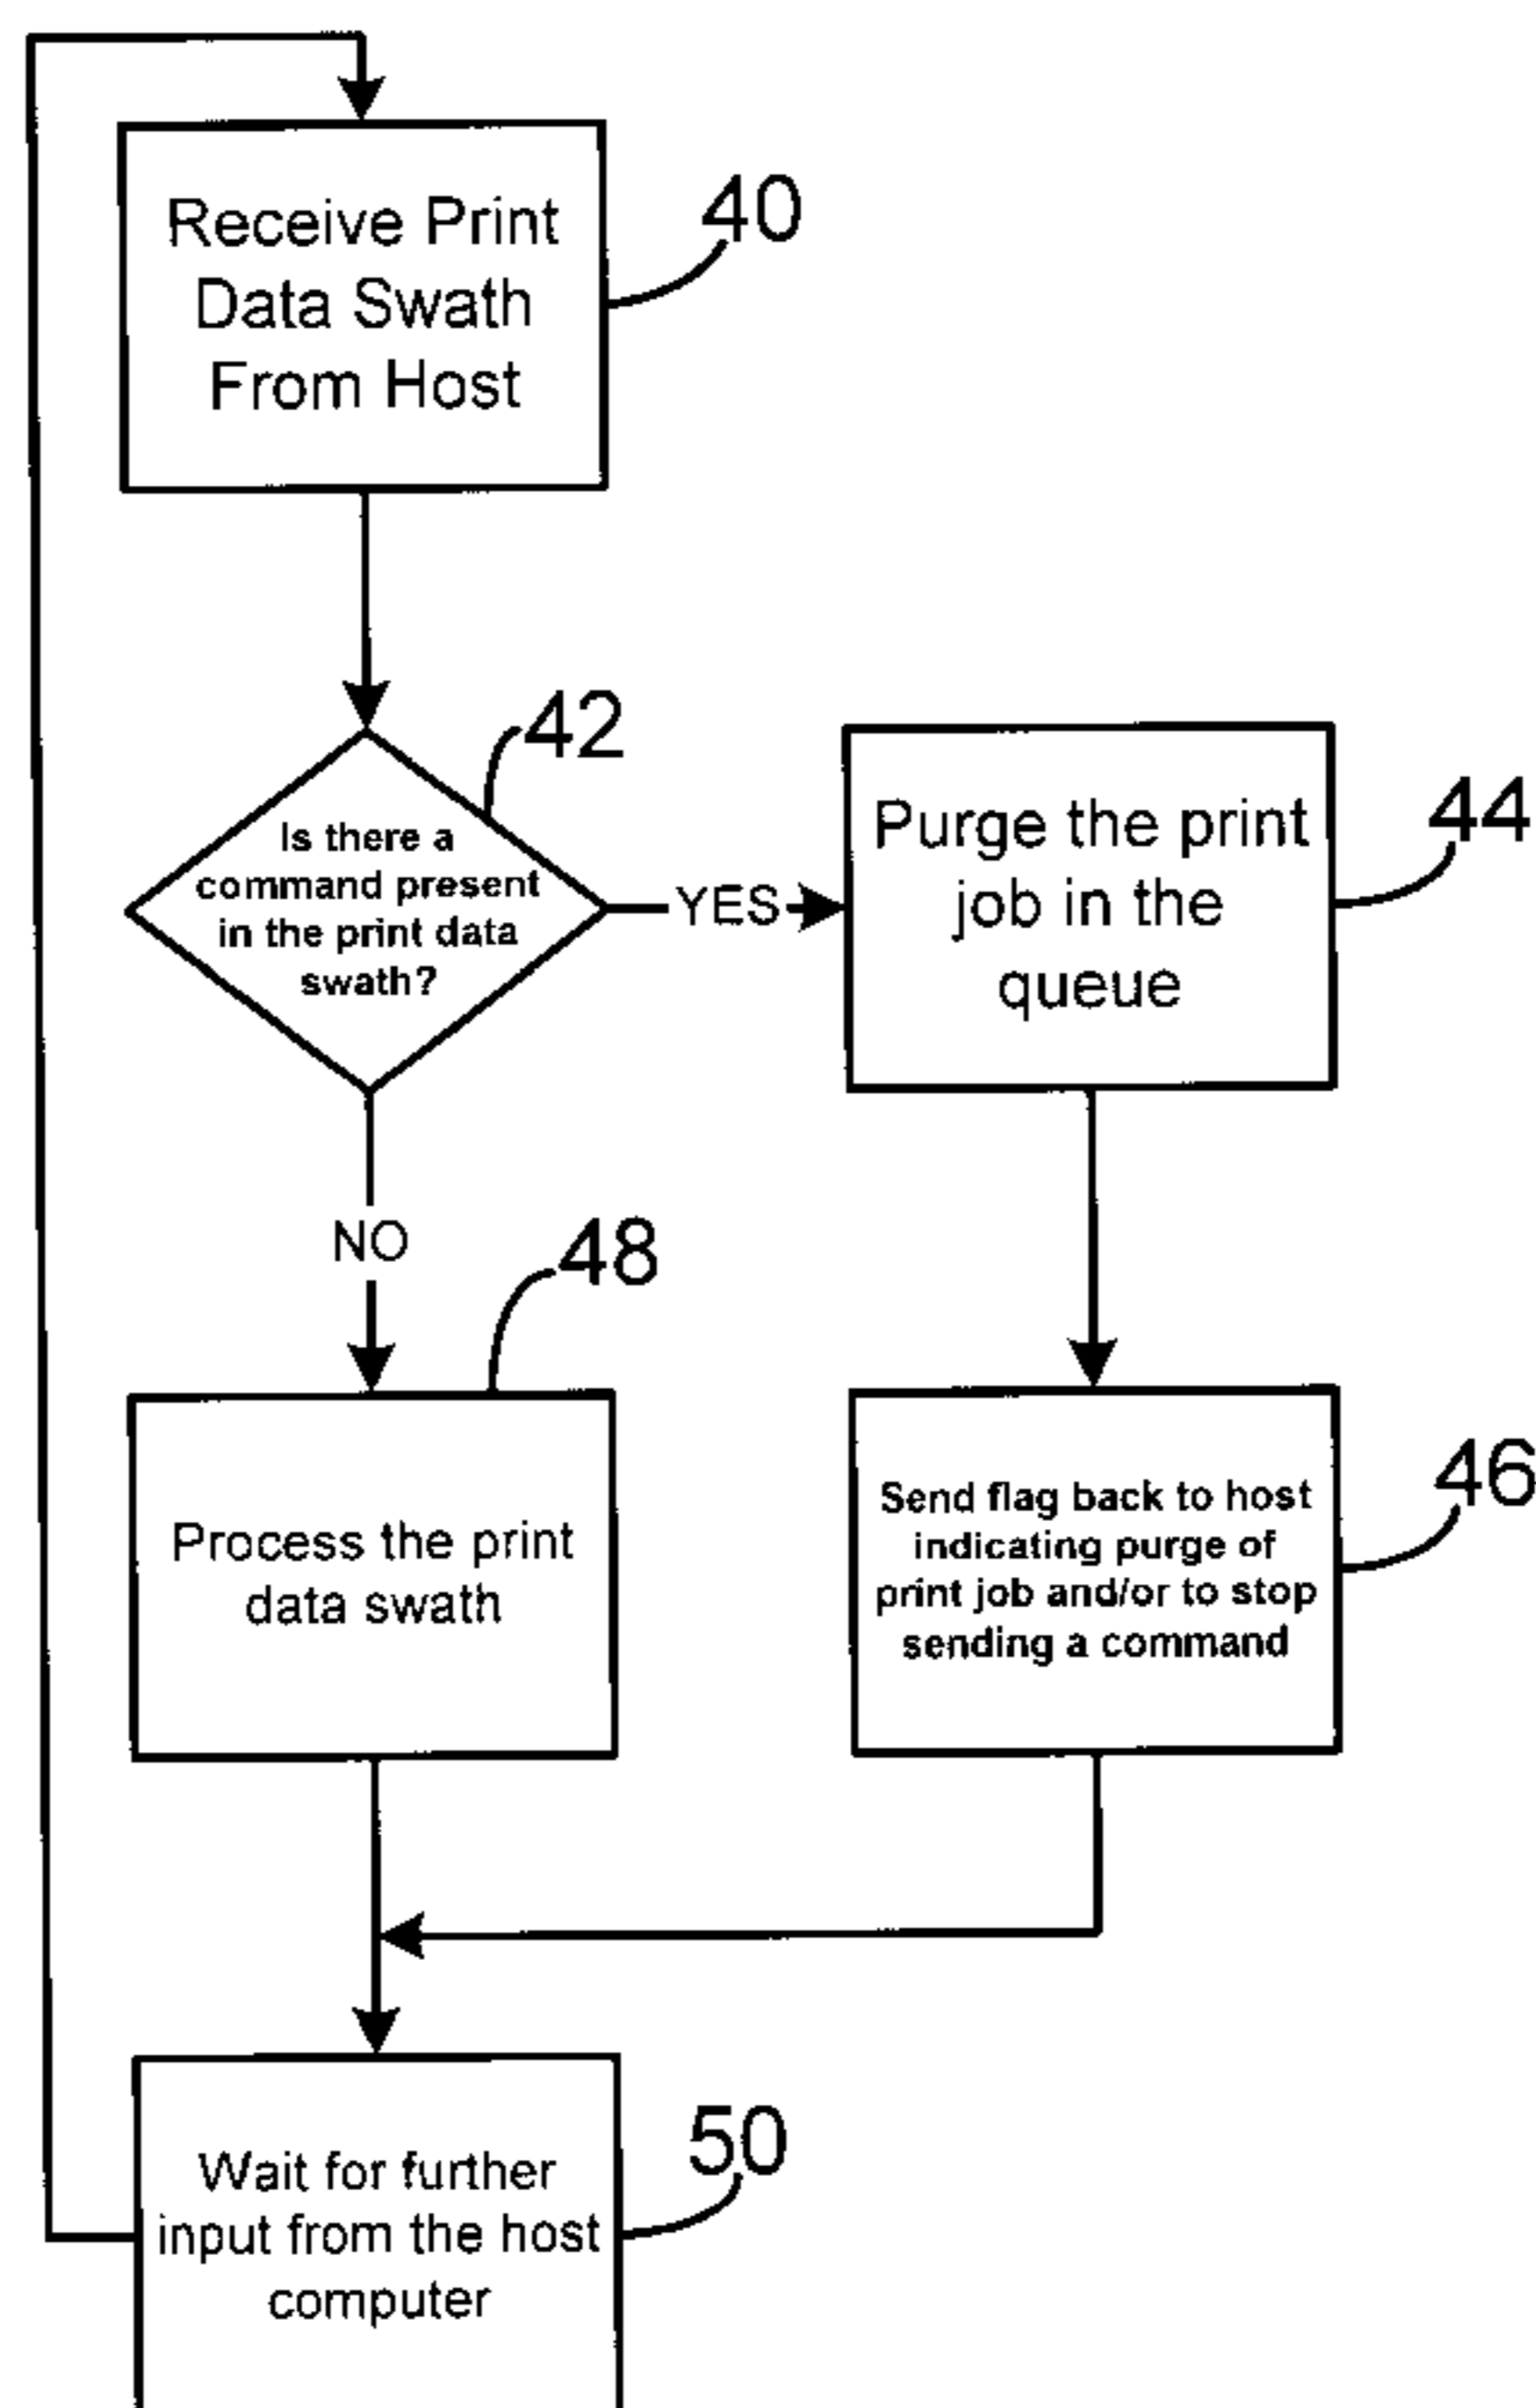 Receive Print
Data Swath
From Host
40
42
Is there a
command present
in the print data
swath?
YES
Purge the print
job in the
queue
44
NO
48
Process the print
data swath
Send flag back to host
indicating purge of
print job and/or to stop
sending a command
46
Wait for further
input from the host
computer
50